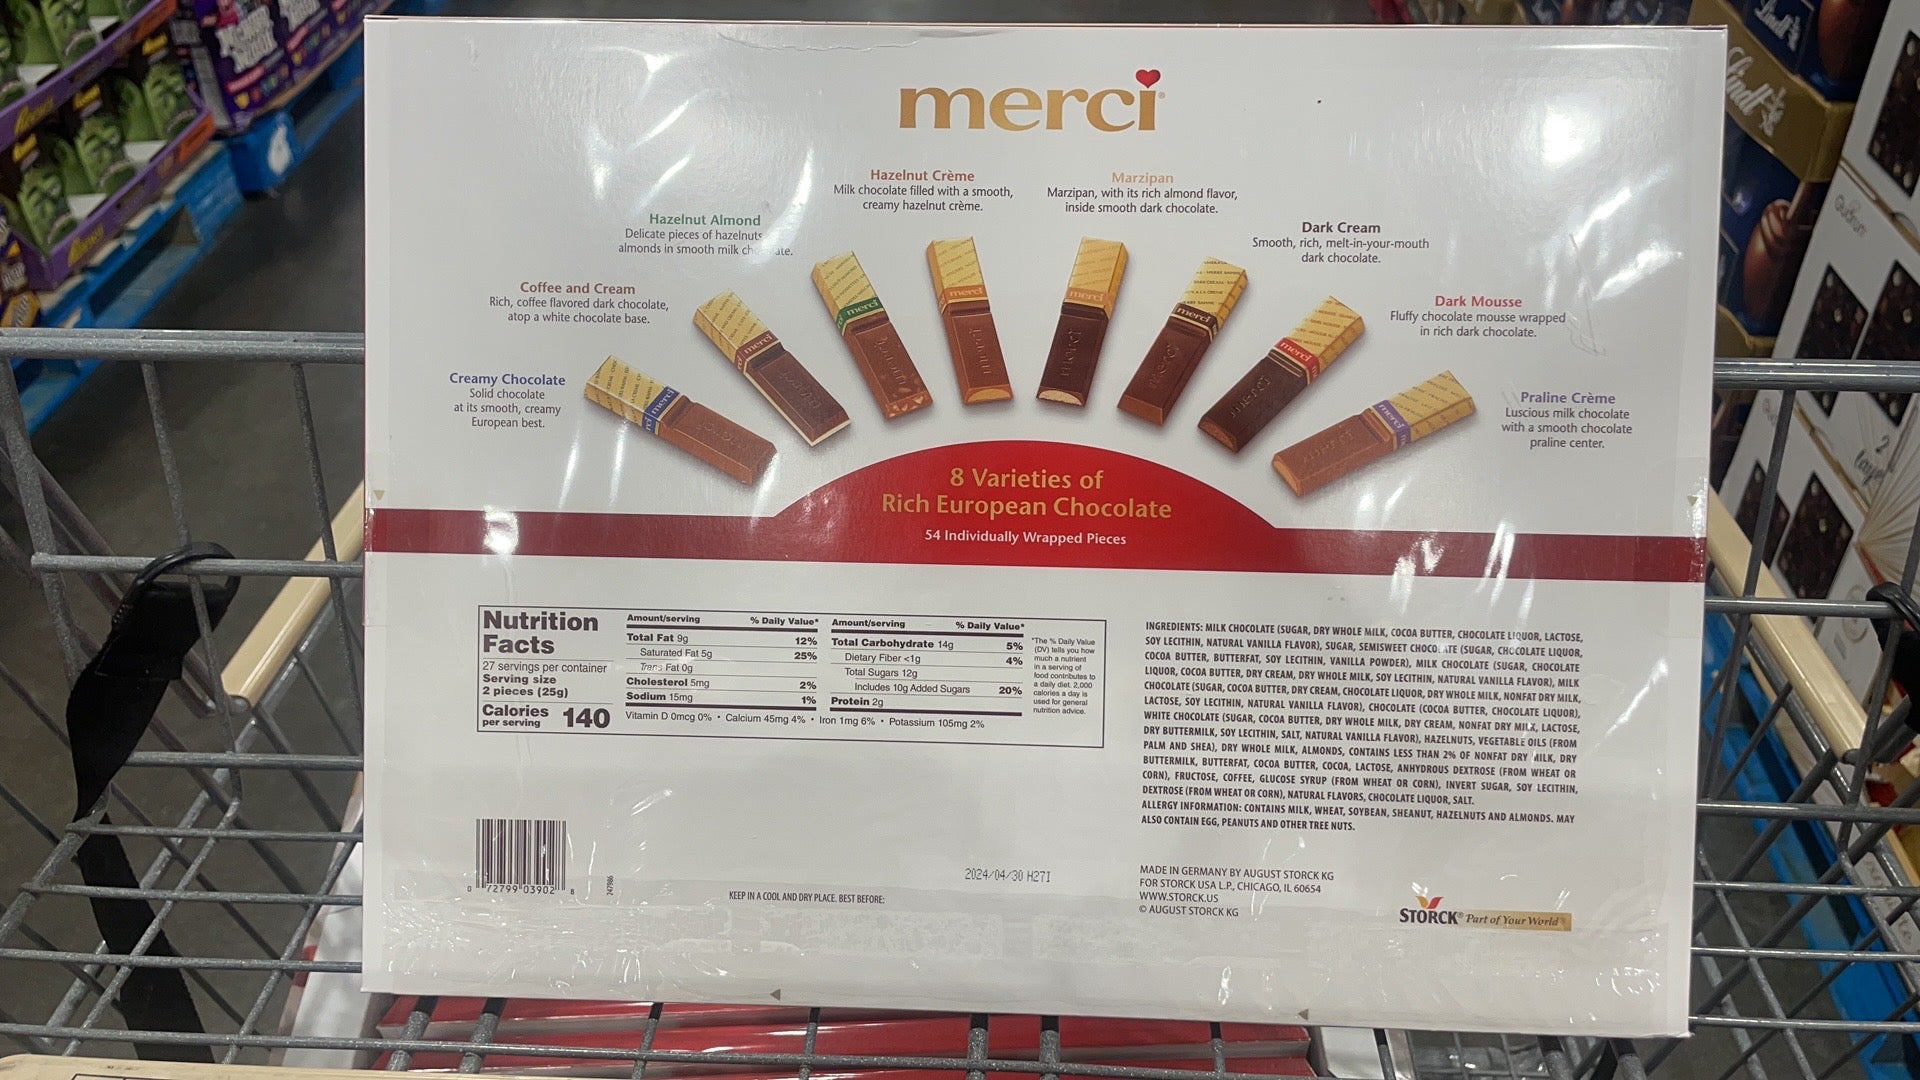 merci
Hazelnut Crème
Milk chocolate filled with a smooth,
creamy hazelnut crème.
Marzipan
Marzipan, with its rich almond flavor,
inside smooth dark chocolate.
Hazelnut Almond
Delicate pieces of hazelnuts
almonds in smooth milk
Dark Cream
Smooth, rich, melt-in-your-mouth
dark chocolate.
Coffee and Cream
Rich, coffee flavored dark chocolate,
atop a white chocolate base.
Dark Mousse
Fluffy chocolate mousse wrapped
in rich dark chocolate.
Creamy Chocolate
Solid chocolate
at its smooth, creamy
European best.
Praline Crème
Luscious milk chocolate
with a smooth chocolate
praline center.
merci
merci
merci
merci
merci
merci
merci
merci
8 Varieties of
Rich European Chocolate
54 Individually Wrapped Pieces
Nutrition
Facts
27 servings per container
Serving size
2 pieces (25g)
Calories
per serving
140
Amount/serving % Daily Value*
Total Fat 9g 12%
Saturated Fat 5g 25%
Trans Fat 0g
Cholesterol 5mg 2%
Sodium 15mg 1%
Amount/serving % Daily Value*
Total Carbohydrate 14g 5%
Dietary Fiber <1g 4%
Total Sugars 12g
Includes 10g Added Sugars 20%
Protein 2g
Vitamin D 0mcg 0% • Calcium 45mg 4% • Iron 1mg 6% • Potassium 105mg 2%
*The % Daily Value
(DV) tells you how
much a nutrient
in a serving of
food contributes to
a daily diet. 2,000
calories a day is
used for general
nutrition advice.
INGREDIENTS: MILK CHOCOLATE (SUGAR, DRY WHOLE MILK, COCOA BUTTER, CHOCOLATE LIQUOR, LACTOSE,
SOY LECITHIN, NATURAL VANILLA FLAVOR), SUGAR, SEMISWEET CHOCOLATE (SUGAR, CHOCOLATE LIQUOR,
COCOA BUTTER, BUTTERFAT, SOY LECITHIN, VANILLA POWDER), MILK CHOCOLATE (SUGAR, CHOCOLATE
LIQUOR, COCOA BUTTER, DRY CREAM, DRY WHOLE MILK, SOY LECITHIN, NATURAL VANILLA FLAVOR), MILK
CHOCOLATE (SUGAR, COCOA BUTTER, DRY CREAM, CHOCOLATE LIQUOR, DRY WHOLE MILK, NONFAT DRY MILK,
LACTOSE, SOY LECITHIN, NATURAL VANILLA FLAVOR), CHOCOLATE (COCOA BUTTER, CHOCOLATE LIQUOR),
WHITE CHOCOLATE (SUGAR, COCOA BUTTER, DRY WHOLE MILK, DRY CREAM, NONFAT DRY MILK, LACTOSE,
DRY BUTTERMILK, SOY LECITHIN, SALT, NATURAL VANILLA FLAVOR), HAZELNUTS, VEGETABLE OILS (FROM
PALM AND SHEA), DRY WHOLE MILK, ALMONDS, CONTAINS LESS THAN 2% OF NONFAT DRY MILK, DRY
BUTTERMILK, BUTTERFAT, COCOA BUTTER, COCOA, LACTOSE, ANHYDROUS DEXTROSE (FROM WHEAT OR
CORN), FRUCTOSE, COFFEE, GLUCOSE SYRUP (FROM WHEAT OR CORN), INVERT SUGAR, SOY LECITHIN,
DEXTROSE (FROM WHEAT OR CORN), NATURAL FLAVORS, CHOCOLATE LIQUOR, SALT.
ALLERGY INFORMATION: CONTAINS MILK, WHEAT, SOYBEAN, SHEANUT, HAZELNUTS AND ALMONDS. MAY
ALSO CONTAIN EGG, PEANUTS AND OTHER TREE NUTS.
0 72799 03902 8
247986
KEEP IN A COOL AND DRY PLACE. BEST BEFORE:
2024/04/30 H27I
MADE IN GERMANY BY AUGUST STORCK KG
FOR STORCK USA L.P., CHICAGO, IL 60654
WWW.STORCK.US
© AUGUST STORCK KG
STORCK® Part of Your World
Lindt
Lindt